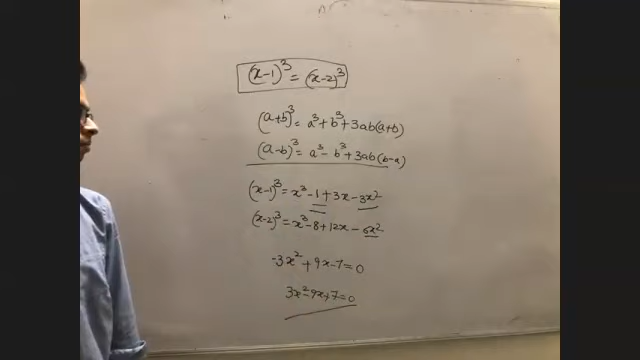 (x-1)³ = (x-2)³
(a+b)³ = a³ + b³ + 3ab(a+b)
(a-b)³ = a³ - b³ + 3ab(b-a)
(x-1)³ = x³ - 1 + 3x - 3x²
(x-2)³ = x³ - 8 + 12x - 6x²
-3x² + 9x - 7 = 0
3x² - 9x + 7 = 0